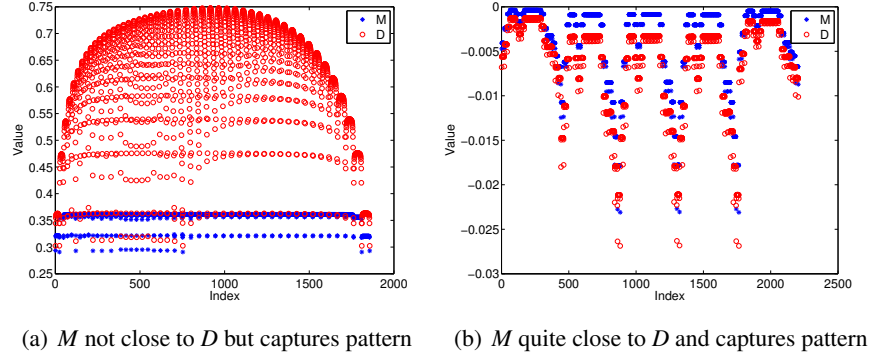 0.75
0.7
0.65
0.6
0.55
0.5
0.45
0.4
0.35
0.3
0.25
Value
0
500
1000
1500
2000
Index
M
D
0
−0.005
−0.01
−0.015
−0.02
−0.025
−0.03
Value
0
500
1000
1500
2000
2500
Index
M
D
(a) M not close to D but captures pattern
(b) M quite close to D and captures pattern